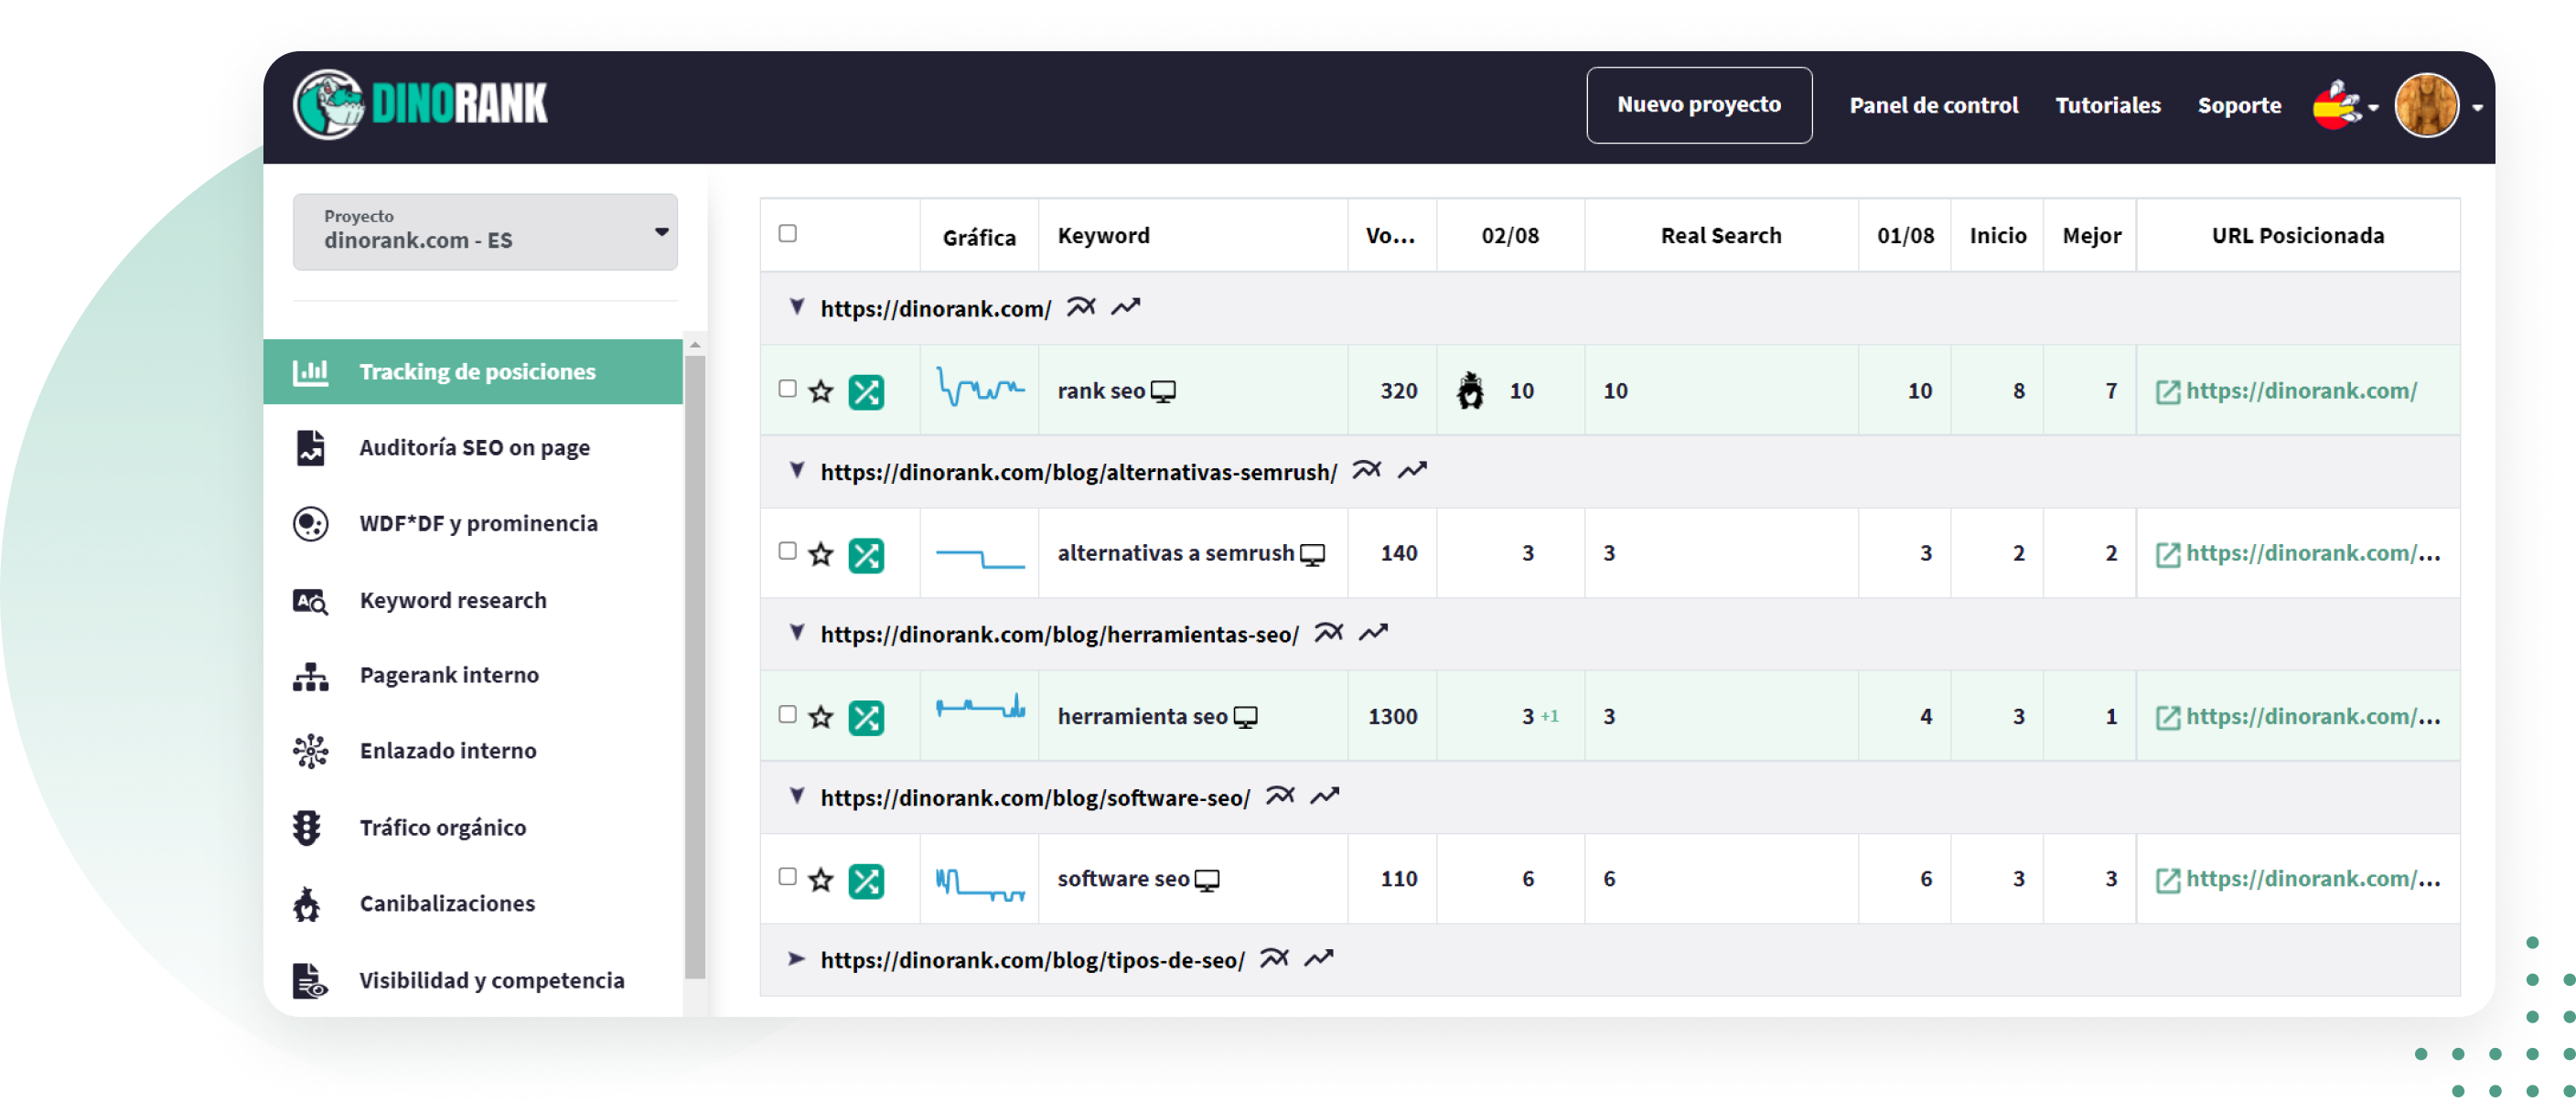 DINORANK
Nuevo proyecto Panel de control Tutoriales Soporte
Proyecto
dinorank.com - ES
Tracking de posiciones
Auditoría SEO on page
WDF*DF y prominencia
Keyword research
Pagerank interno
Enlazado interno
Tráfico orgánico
Canibalizaciones
Visibilidad y competencia
Gráfica Keyword Vo... 02/08 Real Search 01/08 Inicio Mejor URL Posicionada
https://dinorank.com/
rank seo 320 10 10 10 8 7 https://dinorank.com/
https://dinorank.com/blog/alternativas-semrush/
alternativas a semrush 140 3 3 3 2 2 https://dinorank.com/...
https://dinorank.com/blog/herramientas-seo/
herramienta seo 1300 3 +1 3 4 3 1 https://dinorank.com/...
https://dinorank.com/blog/software-seo/
software seo 110 6 6 6 3 3 https://dinorank.com/...
https://dinorank.com/blog/tipos-de-seo/